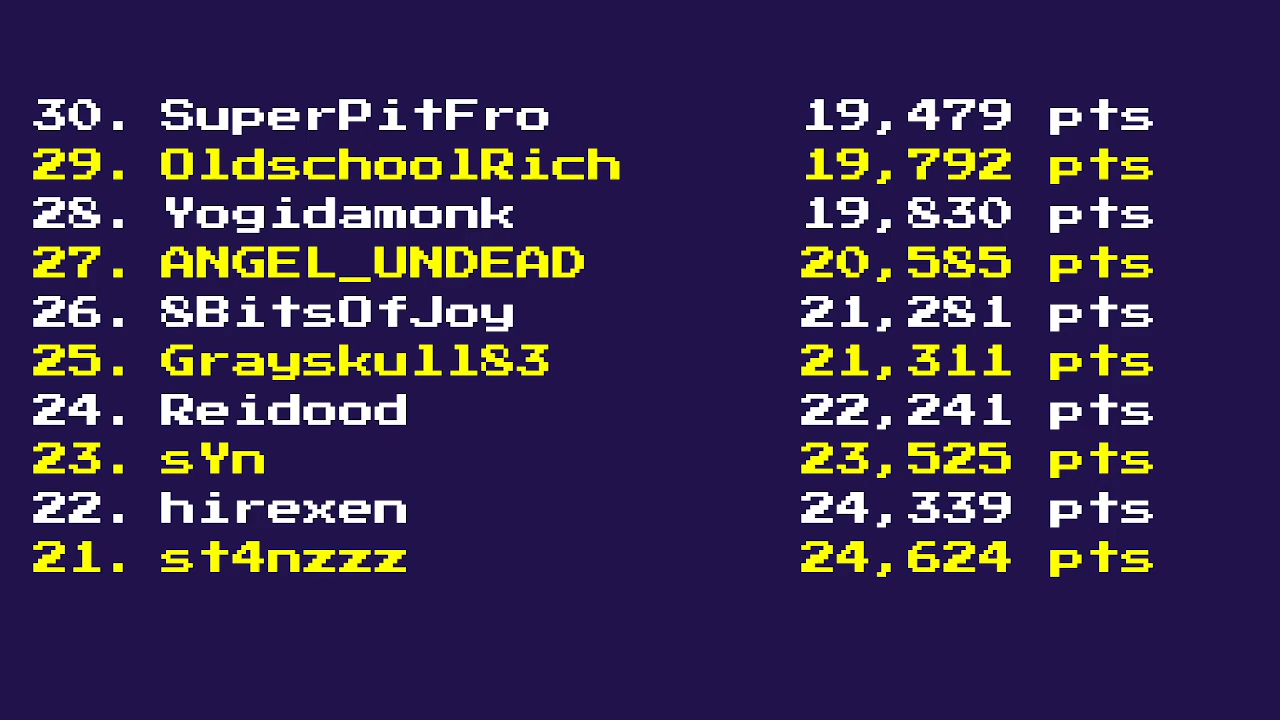 30. SuperPitFro 19,479 pts
29. OldschoolRich 19,792 pts
28. Yogidamonk 19,830 pts
27. ANGEL_UNDEAD 20,585 pts
26. 8BitsOfJoy 21,281 pts
25. Grayskull83 21,311 pts
24. Reidood 22,241 pts
23. sYn 23,525 pts
22. hirexen 24,339 pts
21. st4nzzz 24,624 pts